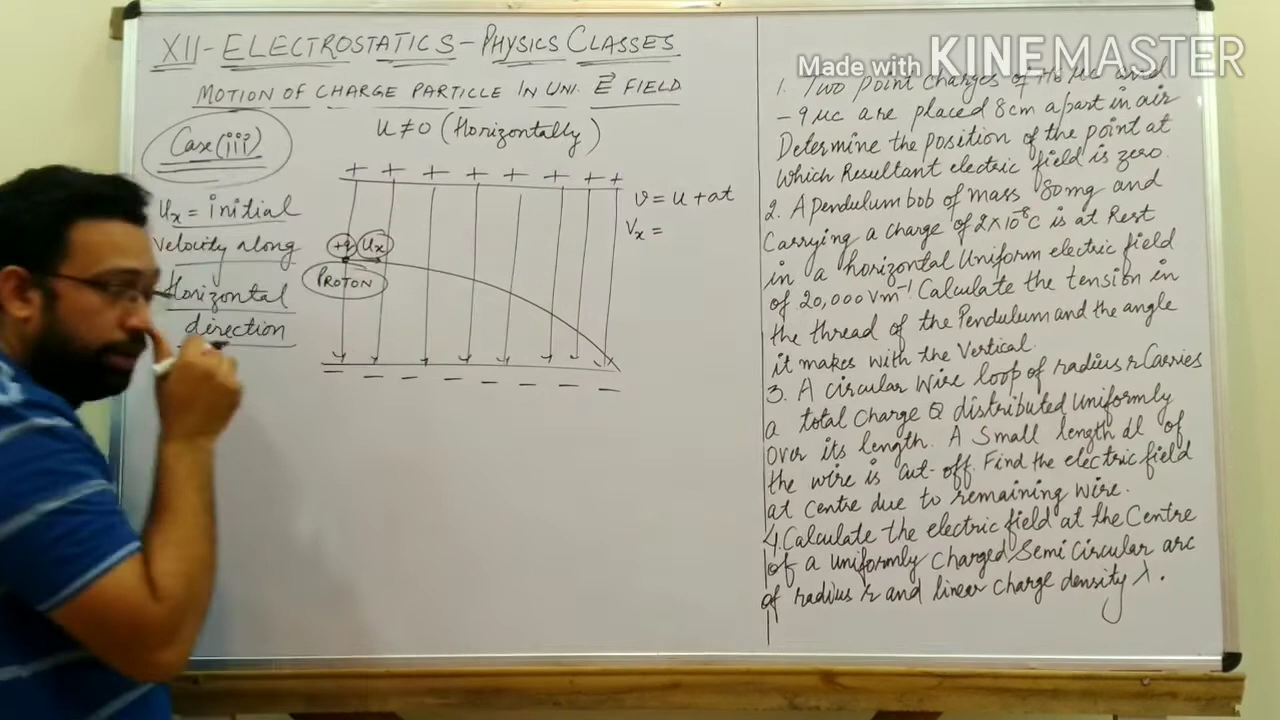 XII - ELECTROSTATICS - PHYSICS CLASSES
MOTION OF CHARGE PARTICLE IN UNI. E FIELD
Case (iii)
U ≠ 0 (Horizontally)
Ux = initial
velocity along
Horizontal
direction
+ + + + + + + +
+q Ux
PROTON
− − − − − − − −
v = u + at
Vx =
Made with KINEMASTER
1. Two point charges of μc and
- 9 μc are placed 8cm apart in air
Determine the position of the point at
which Resultant electric field is zero.
2. A pendulum bob of mass 80mg and
Carrying a charge of 2×10⁻⁸C is at Rest
in a horizontal Uniform electric field
of 20,000 Vm⁻¹. Calculate the tension in
the thread of the Pendulum and the angle
it makes with the Vertical.
3. A Circular Wire loop of radius r Carries
a total Charge Q distributed Uniformly
over its length. A Small length dl of
the wire is cut-off. Find the electric field
at centre due to remaining wire.
4. Calculate the electric field at the Centre
of a uniformly Charged Semi Circular arc
of radius r and linear Charge density λ.